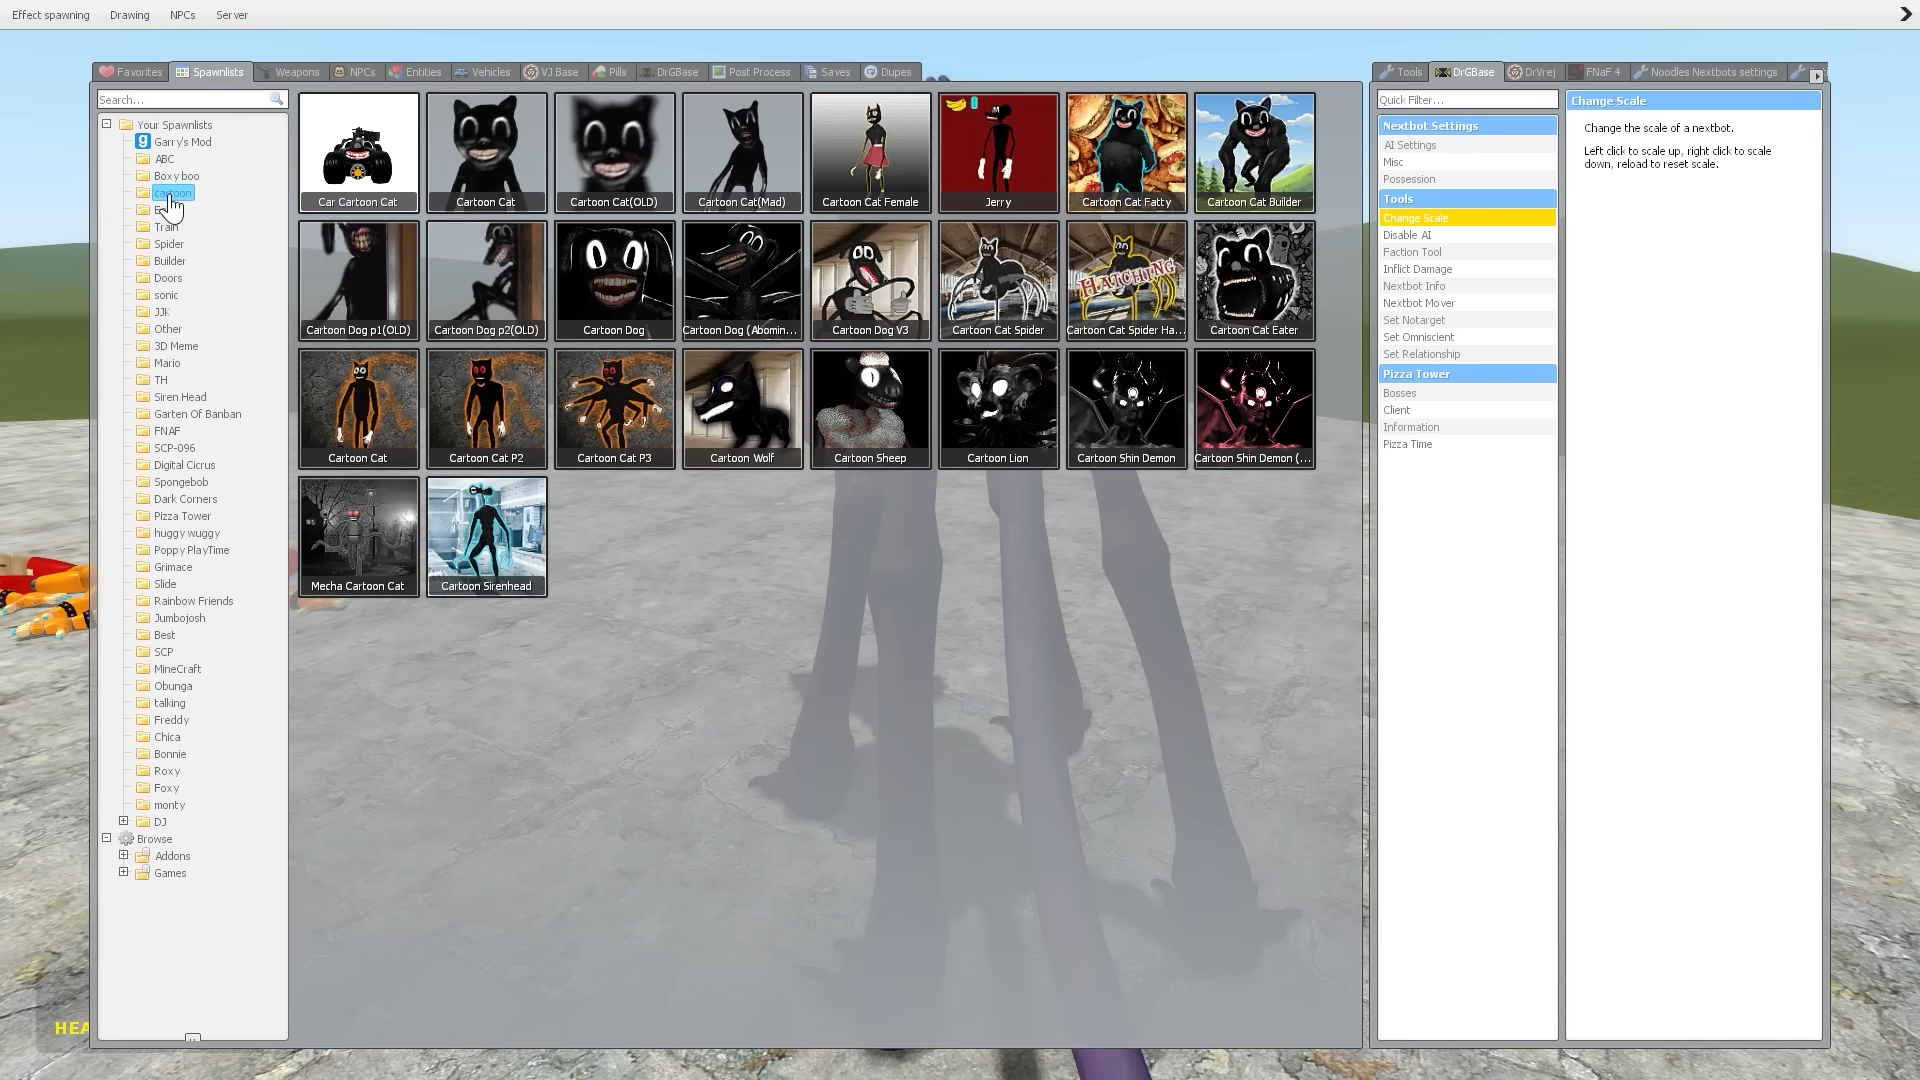 Effect spawning Drawing NPCs Server
Favorites Spawnlists Weapons NPCs Entities Vehicles VJ Base Pills DrGBase Post Process Saves Dupes
Search...
Your Spawnlists
Garry's Mod
ABC
Boxy boo
cartoon
Train
Spider
Builder
Doors
sonic
JJK
Other
3D Meme
Mario
TH
Siren Head
Garten Of Banban
FNAF
SCP-096
Digital Cicrus
Spongebob
Dark Corners
Pizza Tower
huggy wuggy
Poppy PlayTime
Grimace
Slide
Rainbow Friends
Jumbojosh
Best
SCP
MineCraft
Obunga
talking
Freddy
Chica
Bonnie
Roxy
Foxy
monty
DJ
Browse
Addons
Games
Car Cartoon Cat
Cartoon Cat
Cartoon Cat(OLD)
Cartoon Cat(Mad)
Cartoon Cat Female
Jerry
Cartoon Cat Fatty
Cartoon Cat Builder
Cartoon Dog p1(OLD)
Cartoon Dog p2(OLD)
Cartoon Dog
Cartoon Dog (Abomin...
Cartoon Dog V3
Cartoon Cat Spider
HATCHING
Cartoon Cat Spider Ha...
Cartoon Cat Eater
Cartoon Cat
Cartoon Cat P2
Cartoon Cat P3
Cartoon Wolf
Cartoon Sheep
Cartoon Lion
Cartoon Shin Demon
Cartoon Shin Demon (...
Mecha Cartoon Cat
Cartoon Sirenhead
Tools DrGBase DrVrej FNaF 4 Noodles Nextbots settings
Quick Filter...
Nextbot Settings
AI Settings
Misc
Possession
Tools
Change Scale
Disable AI
Faction Tool
Inflict Damage
Nextbot Info
Nextbot Mover
Set Notarget
Set Omniscient
Set Relationship
Pizza Tower
Bosses
Client
Information
Pizza Time
Change Scale
Change the scale of a nextbot.
Left click to scale up, right click to scale
down, reload to reset scale.
HEA